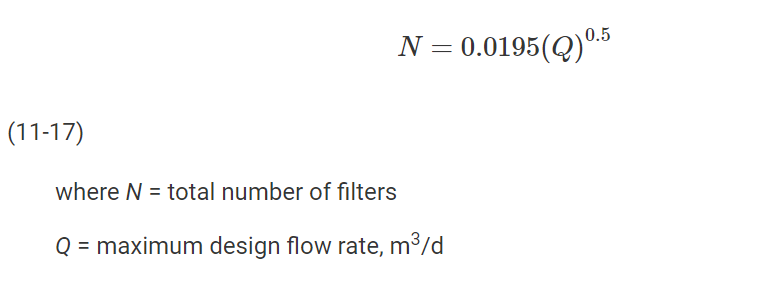 N = 0.0195(Q)^0.5
(11-17)
where N = total number of filters
Q = maximum design flow rate, m³/d